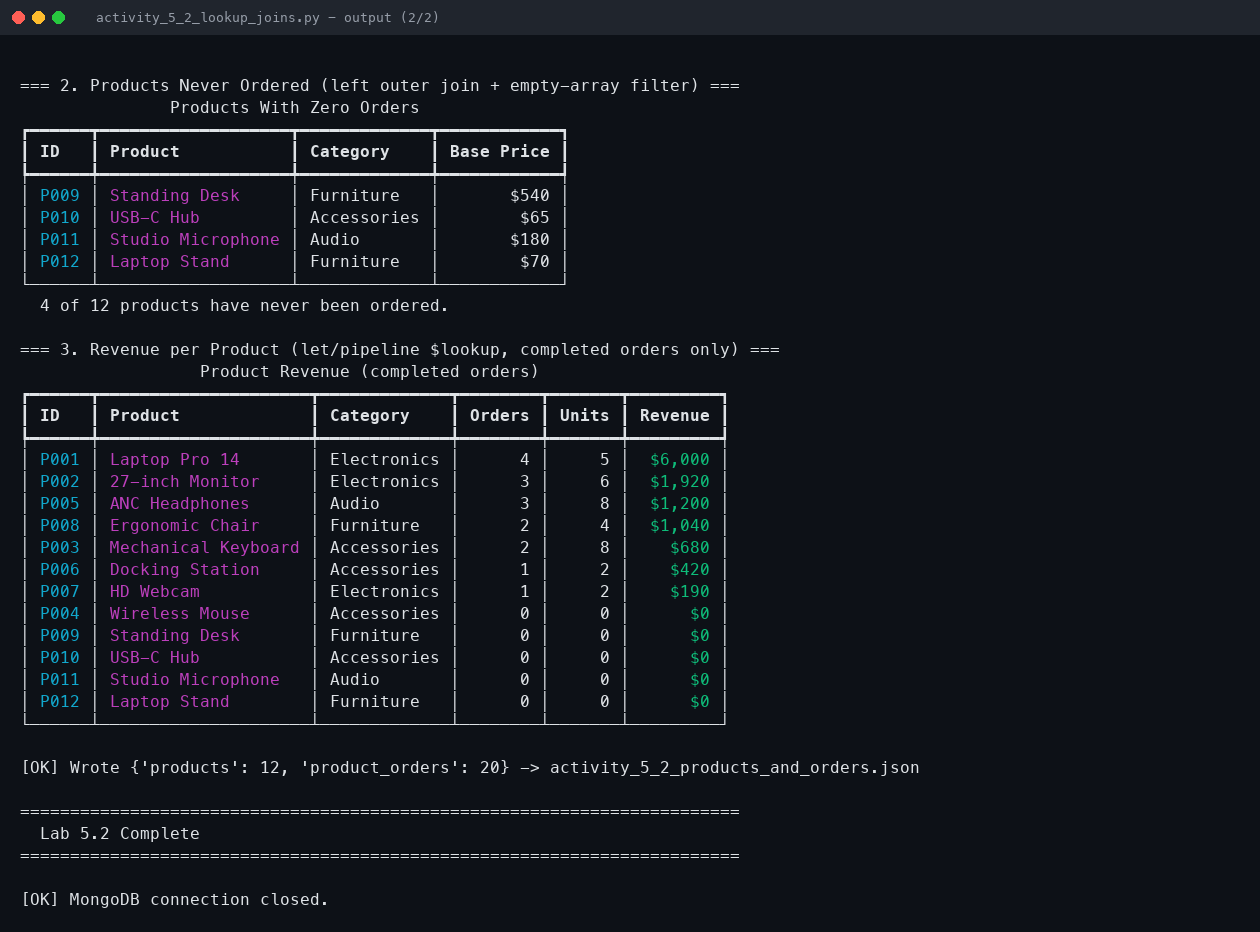 activity_5_2_lookup_joins.py — output (2/2)
=== 2. Products Never Ordered (left outer join + empty-array filter) ===
Products With Zero Orders
ID Product Category Base Price
P009 Standing Desk Furniture $540
P010 USB-C Hub Accessories $65
P011 Studio Microphone Audio $180
P012 Laptop Stand Furniture $70
4 of 12 products have never been ordered.
=== 3. Revenue per Product (let/pipeline $lookup, completed orders only) ===
Product Revenue (completed orders)
ID Product Category Orders Units Revenue
P001 Laptop Pro 14 Electronics 4 5 $6,000
P002 27-inch Monitor Electronics 3 6 $1,920
P005 ANC Headphones Audio 3 8 $1,200
P008 Ergonomic Chair Furniture 2 4 $1,040
P003 Mechanical Keyboard Accessories 2 8 $680
P006 Docking Station Accessories 1 2 $420
P007 HD Webcam Electronics 1 2 $190
P004 Wireless Mouse Accessories 0 0 $0
P009 Standing Desk Furniture 0 0 $0
P010 USB-C Hub Accessories 0 0 $0
P011 Studio Microphone Audio 0 0 $0
P012 Laptop Stand Furniture 0 0 $0
[OK] Wrote {'products': 12, 'product_orders': 20} -> activity_5_2_products_and_orders.json
========================================================================
Lab 5.2 Complete
========================================================================
[OK] MongoDB connection closed.